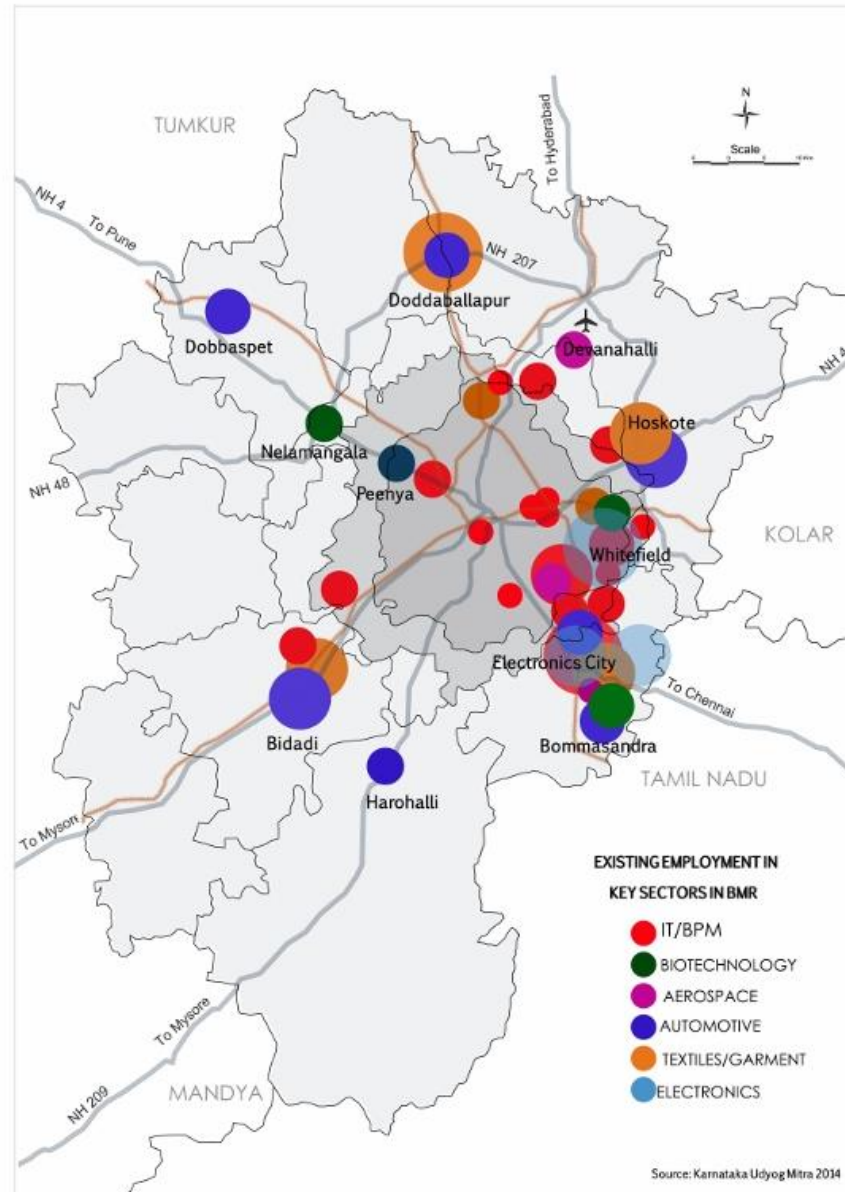 TUMKUR
N
Scale
To Hyderabad
NH 4
To Pune
NH 207
Doddaballapur
Dobbaspet
Devanahalli
NH 4
Hoskote
Nelamangala
Peenya
NH 48
KOLAR
Whitefield
Electronics City
To Chennai
Bidadi
Bommasandra
TAMIL NADU
Harohalli
To Myson
EXISTING EMPLOYMENT IN
KEY SECTORS IN BMR
IT/BPM
BIOTECHNOLOGY
AEROSPACE
AUTOMOTIVE
TEXTILES/GARMENT
ELECTRONICS
To Mysore
MANDYA
NH 209
Source: Karnataka Udyog Mitra 2014